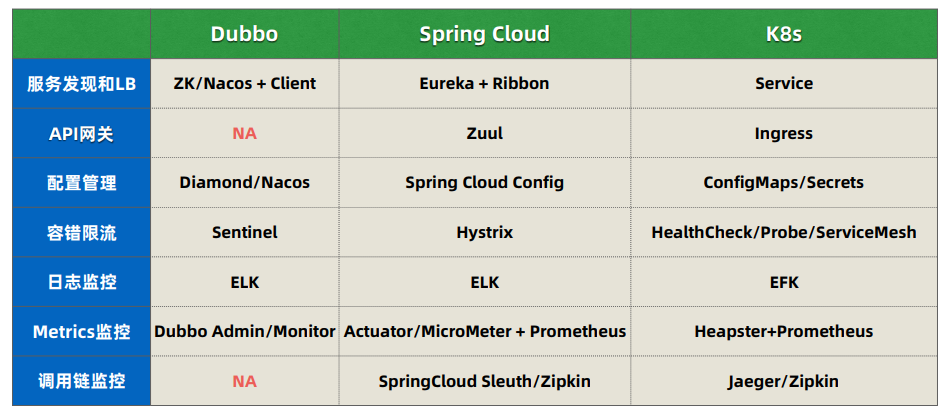 Dubbo Spring Cloud K8s
服务发现和LB ZK/Nacos + Client Eureka + Ribbon Service
API网关 NA Zuul Ingress
配置管理 Diamond/Nacos Spring Cloud Config ConfigMaps/Secrets
容错限流 Sentinel Hystrix HealthCheck/Probe/ServiceMesh
日志监控 ELK ELK EFK
Metrics监控 Dubbo Admin/Monitor Actuator/MicroMeter + Prometheus Heapster+Prometheus
调用链监控 NA SpringCloud Sleuth/Zipkin Jaeger/Zipkin